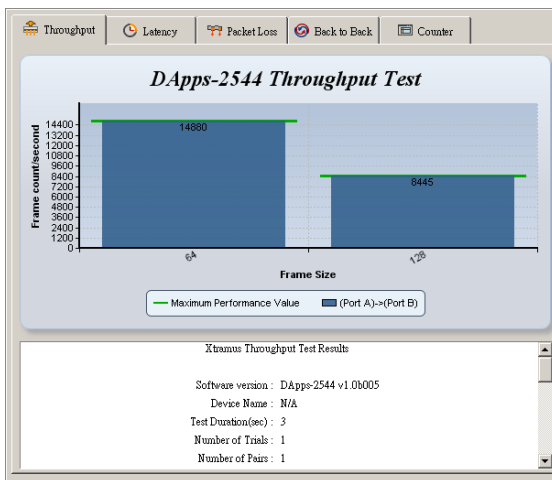 Throughput
Latency
Packet Loss
Back to Back
Counter
DApps-2544 Throughput Test
Frame count/second
14400
13200
12000
10800
9600
8400
7200
6000
4800
3600
2400
1200
0
14880
8445
64
128
Frame Size
Maximum Performance Value
(Port A)->(Port B)
Xtramus Throughput Test Results
Software version : DApps-2544 v1.0b005
Device Name : N/A
Test Duration(sec) : 3
Number of Trials : 1
Number of Pairs : 1